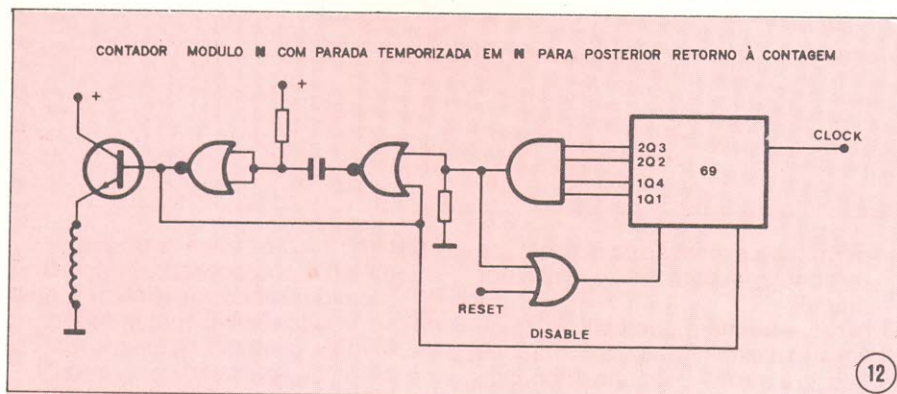 CONTADOR MODULO N COM PARADA TEMPORIZADA EM N PARA POSTERIOR RETORNO À CONTAGEM
+
+
CLOCK
2Q3
2Q2
69
1Q4
1Q1
RESET
DISABLE
12